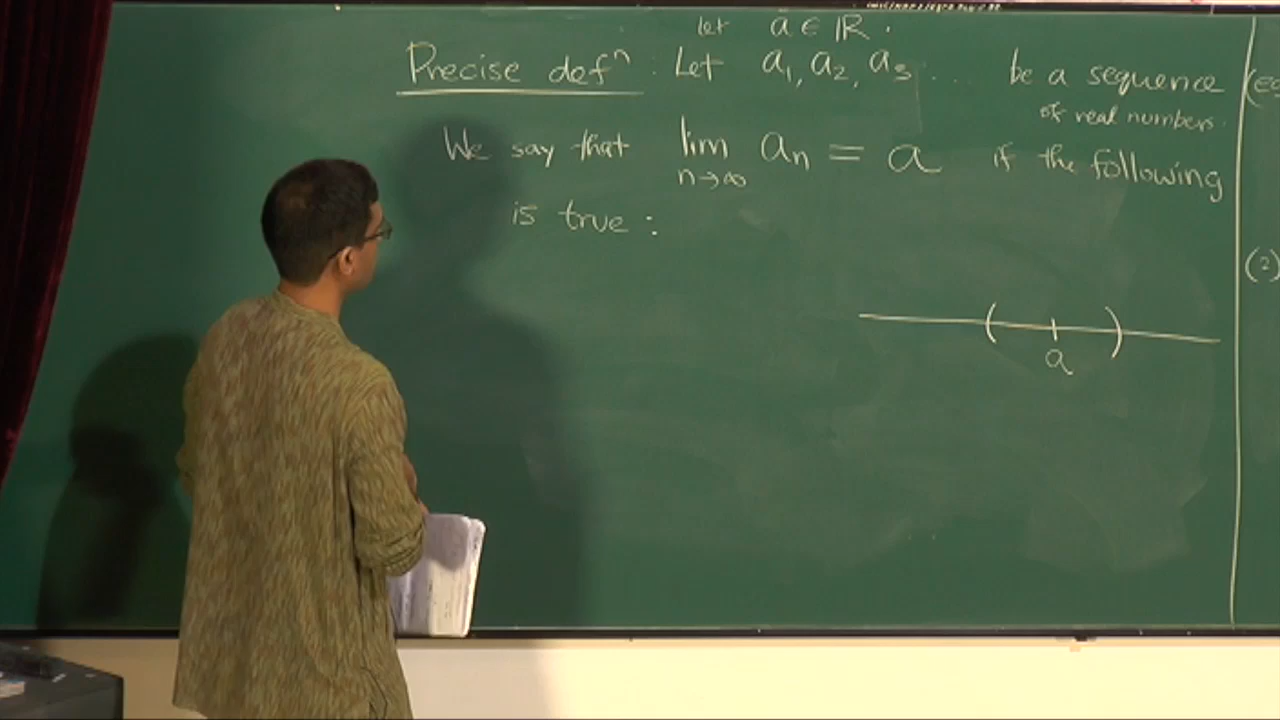 let a ∈ ℝ.
Precise defⁿ : Let a₁, a₂, a₃ ... be a sequence
of real numbers.
We say that lim n→∞ aₙ = a if the following
is true :
a
(2)